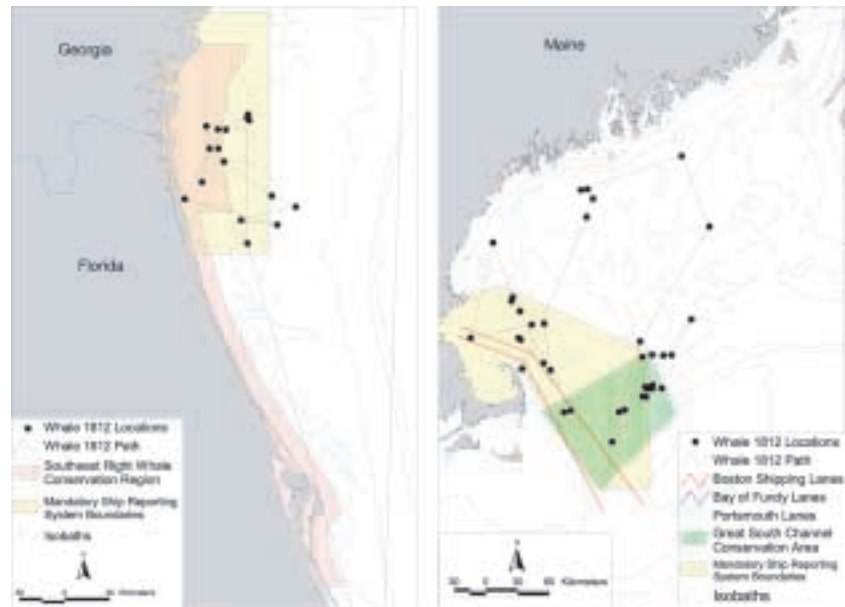 Georgia
Florida
Whale 1812 Locations
Whale 1812 Path
Southeast Right Whale
Conservation Region
Mandatory Ship Reporting
System Boundaries
Isobaths
Kilometers
Maine
Whale 1812 Locations
Whale 1812 Path
Boston Shipping Lanes
Bay of Fundy Lanes
Portsmouth Lanes
Great South Channel
Conservation Area
Mandatory Ship Reporting
System Boundaries
Isobaths
Kilometers